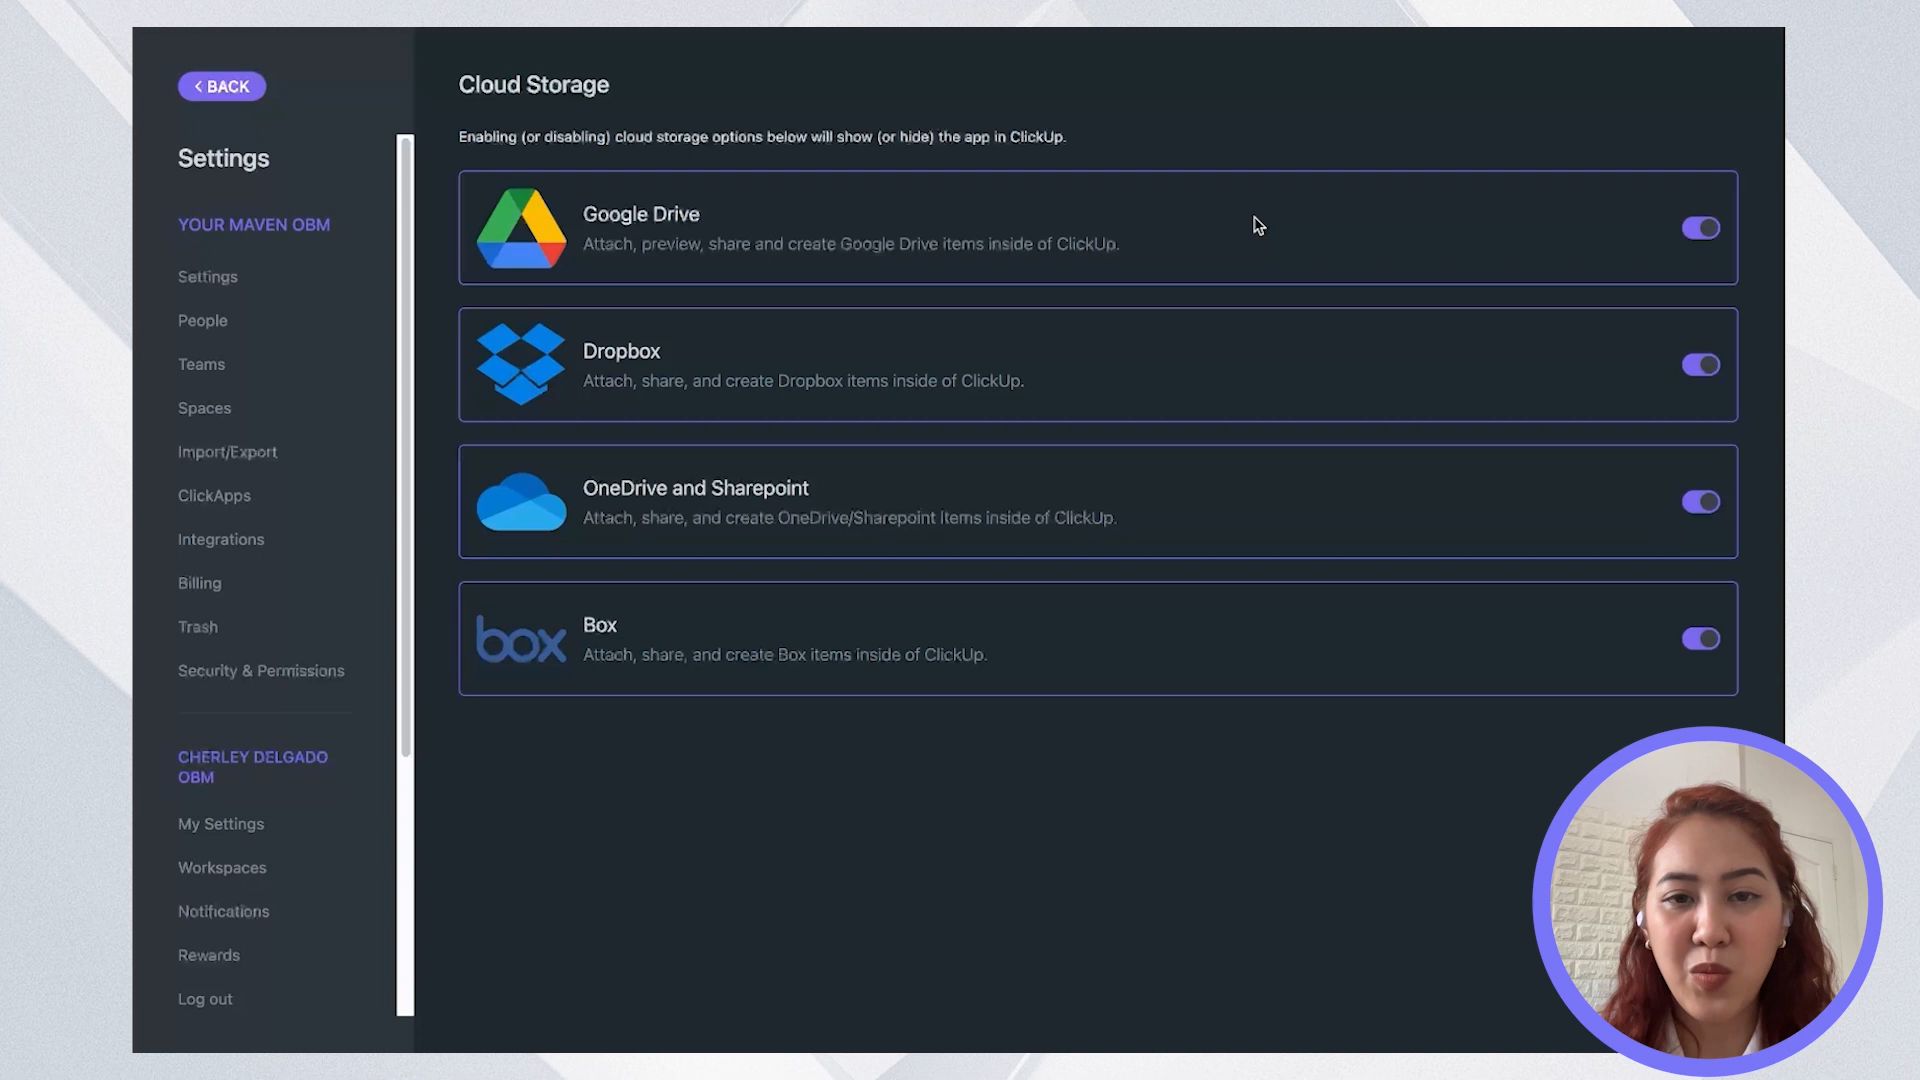 BACK
Settings
YOUR MAVEN OBM
Settings
People
Teams
Spaces
Import/Export
ClickApps
Integrations
Billing
Trash
Security & Permissions
CHERLEY DELGADO
OBM
My Settings
Workspaces
Notifications
Rewards
Log out
Cloud Storage
Enabling (or disabling) cloud storage options below will show (or hide) the app in ClickUp.
Google Drive
Attach, preview, share and create Google Drive items inside of ClickUp.
Dropbox
Attach, share, and create Dropbox items inside of ClickUp.
OneDrive and Sharepoint
Attach, share, and create OneDrive/Sharepoint items inside of ClickUp.
box
Box
Attach, share, and create Box items inside of ClickUp.